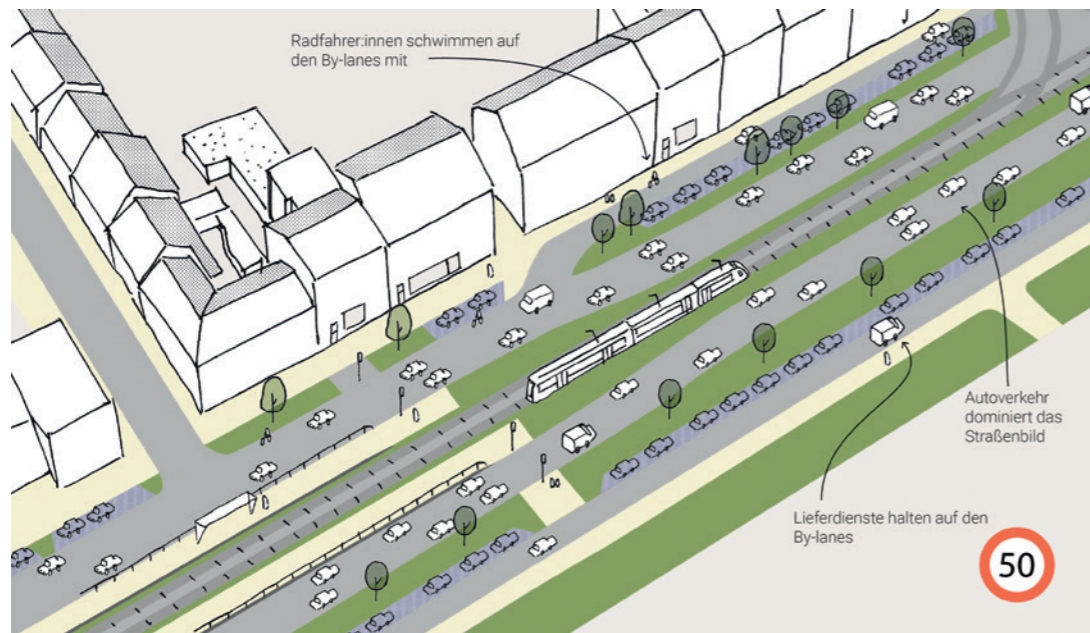 Radfahrer:innen schwimmen auf
den By-lanes mit
Autoverkehr
dominiert das
Straßenbild
Lieferdienste halten auf den
By-lanes
50